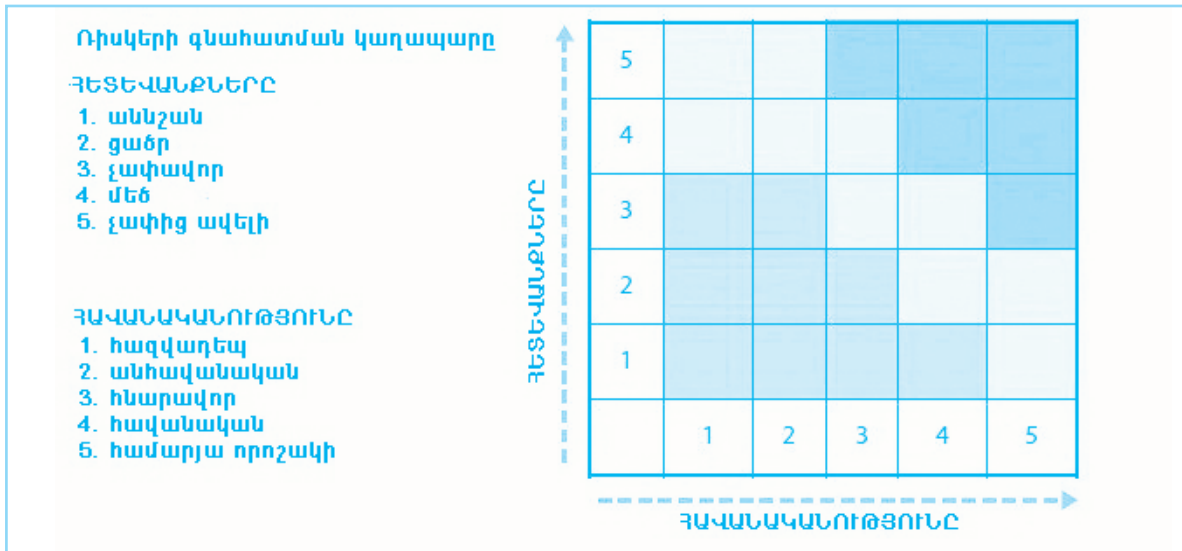 Ռիսկերի գնահատման կաղապարը
ՀԵՏԵՎԱՆՔՆԵՐԸ
1. աննշան
2. ցածր
3. չափավոր
4. մեծ
5. չափից ավելի
ՀԱՎԱՆԱԿԱՆՈՒԹՅՈՒՆԸ
1. հազվադեպ
2. անհավանական
3. հնարավոր
4. հավանական
5. համարյա որոշակի
ՀԵՏԵՎԱՆՔՆԵՐԸ
5
4
3
2
1
1 2 3 4 5
ՀԱՎԱՆԱԿԱՆՈՒԹՅՈՒՆԸ